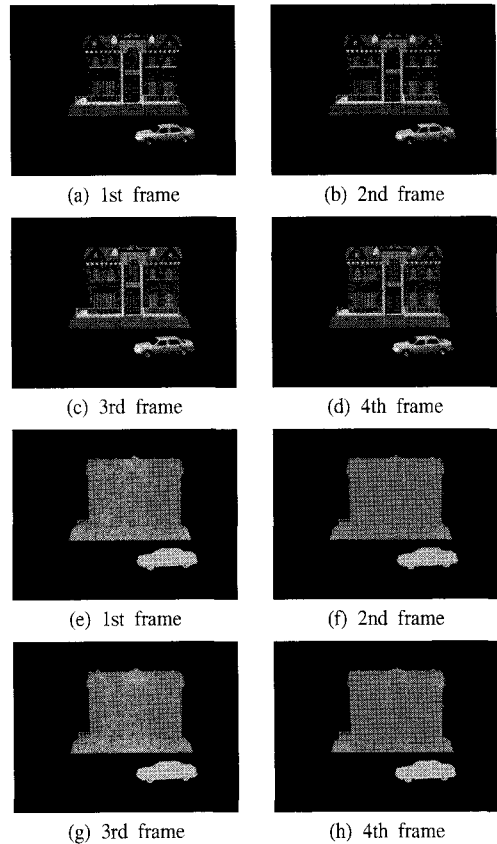 (a) 1st frame
(b) 2nd frame
(c) 3rd frame
(d) 4th frame
(e) 1st frame
(f) 2nd frame
(g) 3rd frame
(h) 4th frame